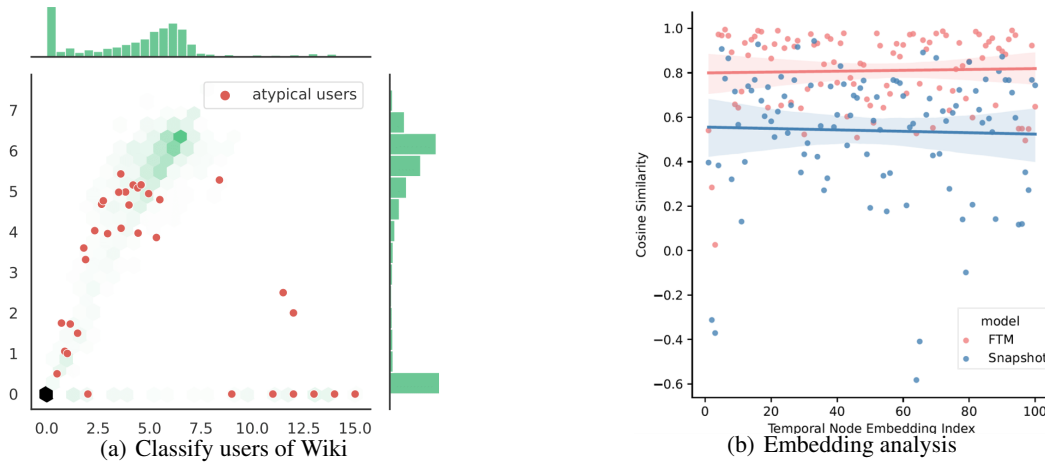 atypical users
7
6
5
4
3
2
1
0
0.0 2.5 5.0 7.5 10.0 12.5 15.0
(a) Classify users of Wiki
1.0
0.8
0.6
0.4
0.2
0.0
−0.2
−0.4
−0.6
Cosine Similarity
model
FTM
Snapshot
0 20 40 60 80 100
Temporal Node Embedding Index
(b) Embedding analysis